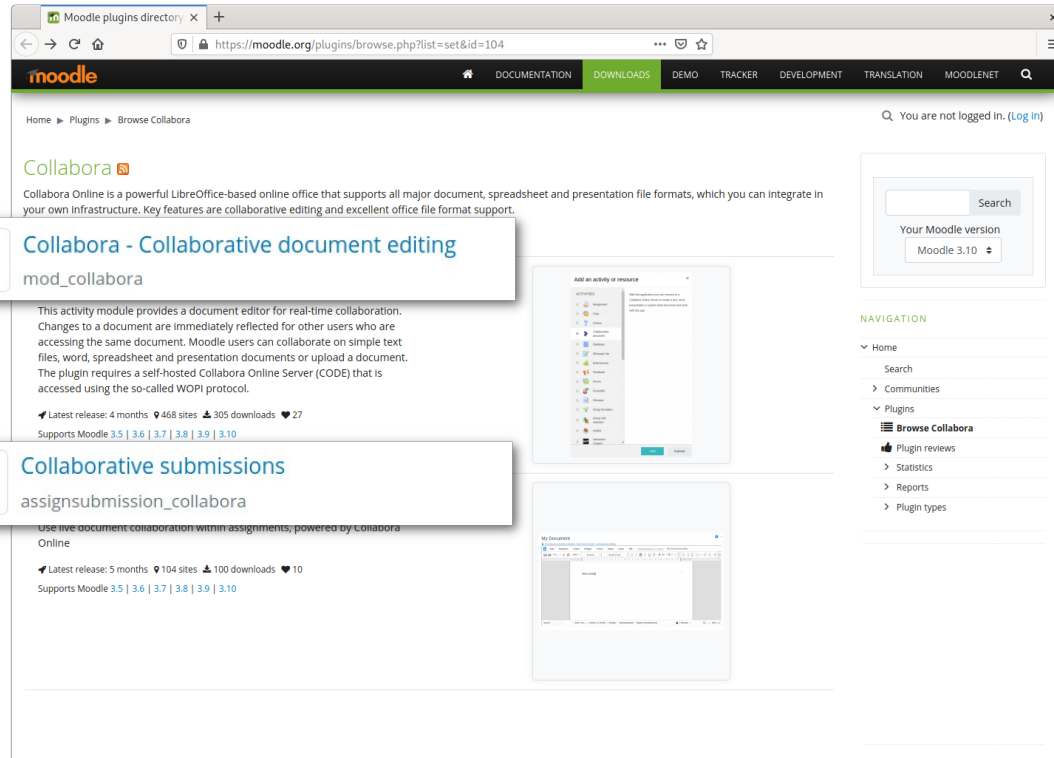 Moodle plugins directory
https://moodle.org/plugins/browse.php?list=set&id=104
moodle
DOCUMENTATION DOWNLOADS DEMO TRACKER DEVELOPMENT TRANSLATION MOODLENET
Home ► Plugins ► Browse Collabora
You are not logged in. (Log in)
Collabora
Collabora Online is a powerful LibreOffice-based online office that supports all major document, spreadsheet and presentation file formats, which you can integrate in
your own infrastructure. Key features are collaborative editing and excellent office file format support.
Collabora - Collaborative document editing
mod_collabora
This activity module provides a document editor for real-time collaboration.
Changes to a document are immediately reflected for other users who are
accessing the same document. Moodle users can collaborate on simple text
files, word, spreadsheet and presentation documents or upload a document.
The plugin requires a self-hosted Collabora Online Server (CODE) that is
accessed using the so-called WOPI protocol.
Latest release: 4 months 468 sites 305 downloads 27
Supports Moodle 3.5 | 3.6 | 3.7 | 3.8 | 3.9 | 3.10
Add an activity or resource
ACTIVITIES
Assignment
Chat
Choice
Collaborative
document
Database
Feedback
Forum
Glossary
Collaborative submissions
assignsubmission_collabora
Use live document collaboration within assignments, powered by Collabora
Online
Latest release: 5 months 104 sites 100 downloads 10
Supports Moodle 3.5 | 3.6 | 3.7 | 3.8 | 3.9 | 3.10
My Document
Search
Your Moodle version
Moodle 3.10
NAVIGATION
Home
Search
Communities
Plugins
Browse Collabora
Plugin reviews
Statistics
Reports
Plugin types